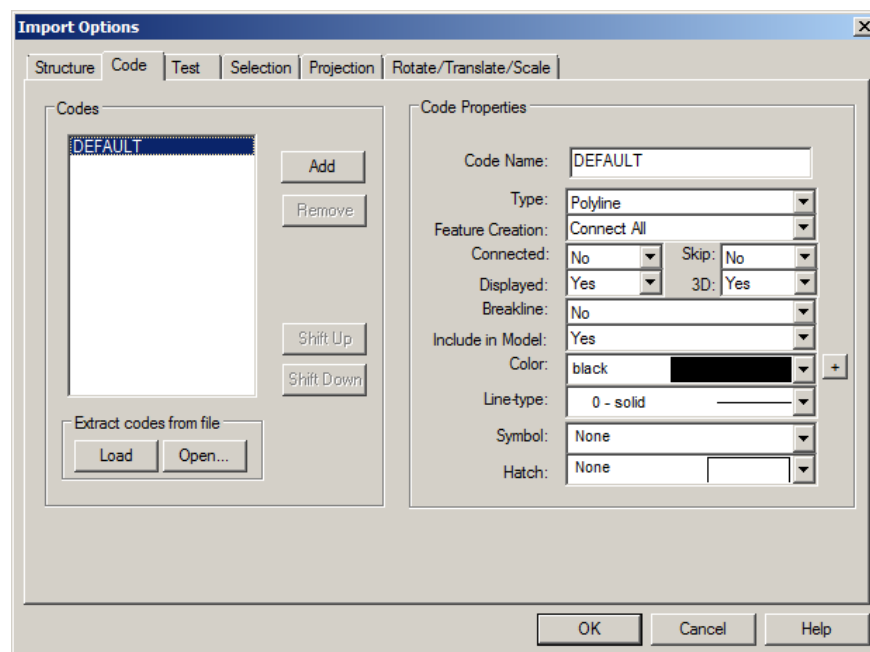 Import Options
Structure Code Test Selection Projection Rotate/Translate/Scale
Codes
DEFAULT
Add
Remove
Shift Up
Shift Down
Extract codes from file
Load Open...
Code Properties
Code Name: DEFAULT
Type: Polyline
Feature Creation: Connect All
Connected: No Skip: No
Displayed: Yes 3D: Yes
Breakline: No
Include in Model: Yes
Color: black +
Line-type: 0 - solid
Symbol: None
Hatch: None
OK Cancel Help